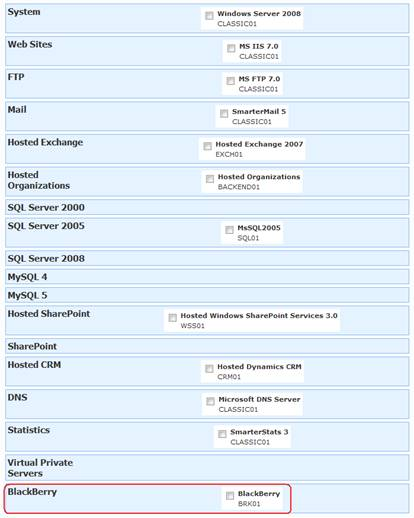 System
Windows Server 2008
CLASSIC01
Web Sites
MS IIS 7.0
CLASSIC01
FTP
MS FTP 7.0
CLASSIC01
Mail
SmarterMail 5
CLASSIC01
Hosted Exchange
Hosted Exchange 2007
EXCH01
Hosted
Organizations
Hosted Organizations
BACKEND01
SQL Server 2000
SQL Server 2005
MsSQL2005
SQL01
SQL Server 2008
MySQL 4
MySQL 5
Hosted SharePoint
Hosted Windows SharePoint Services 3.0
WSS01
SharePoint
Hosted CRM
Hosted Dynamics CRM
CRM01
DNS
Microsoft DNS Server
CLASSIC01
Statistics
SmarterStats 3
CLASSIC01
Virtual Private
Servers
BlackBerry
BlackBerry
BRK01